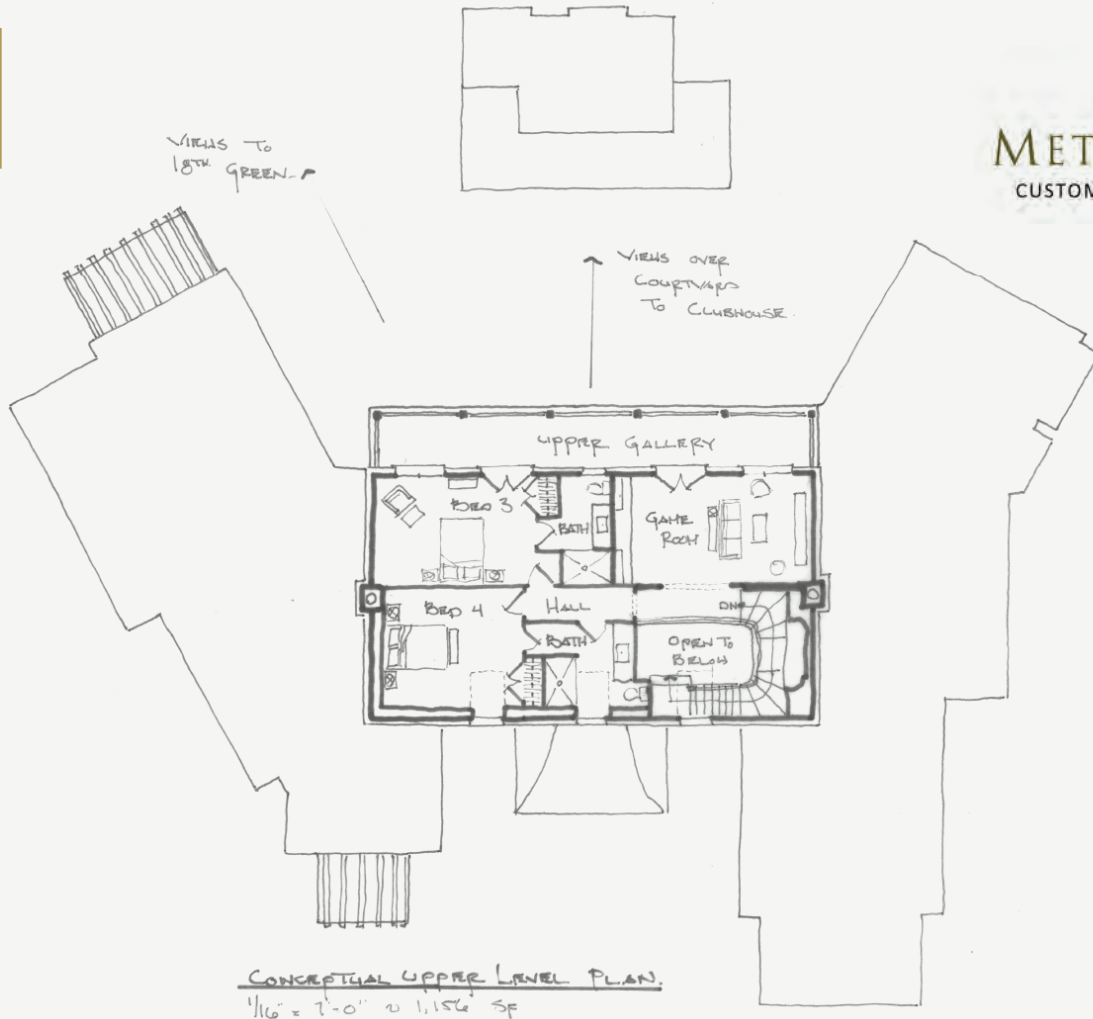 VIEWS TO
18TH GREEN
MET
CUSTOM
VIEWS OVER
COURTYARD
TO CLUBHOUSE.
UPPER GALLERY
BED 3
BATH
GAME
ROOM
BED 4
HALL
DN
BATH
OPEN TO
BELOW
CONCEPTUAL UPPER LEVEL PLAN.
1/16" = 1'-0" ~ 1,156 SF